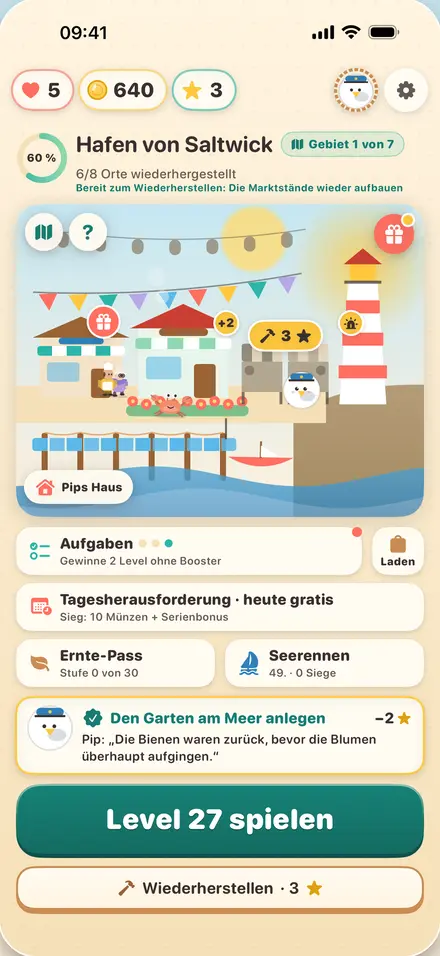 09:41
5
640
3
60 %
Hafen von Saltwick
Gebiet 1 von 7
6/8 Orte wiederhergestellt
Bereit zum Wiederherstellen: Die Marktstände wieder aufbauen
?
+2
3
Pips Haus
Aufgaben
Gewinne 2 Level ohne Booster
Laden
Tagesherausforderung · heute gratis
Sieg: 10 Münzen + Serienbonus
Ernte-Pass
Stufe 0 von 30
Seerennen
49. · 0 Siege
Den Garten am Meer anlegen
−2
Pip: „Die Bienen waren zurück, bevor die Blumen
überhaupt aufgingen.“
Level 27 spielen
Wiederherstellen · 3